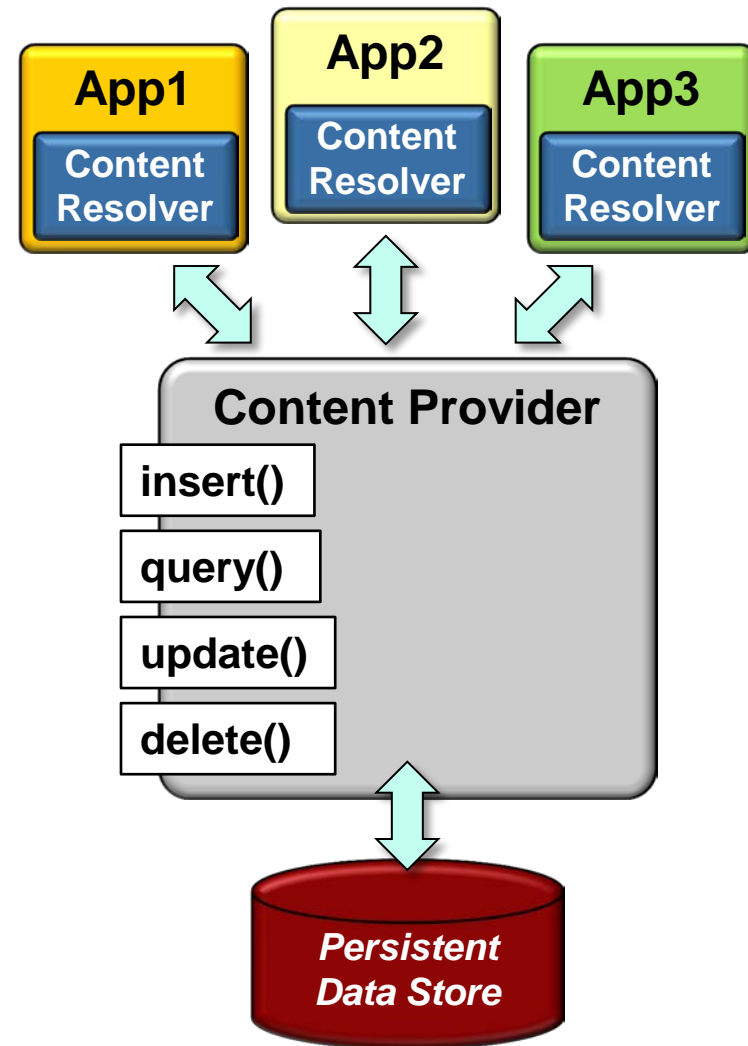 App1
Content
Resolver
App2
Content
Resolver
App3
Content
Resolver
Content Provider
insert()
query()
update()
delete()
Persistent
Data Store